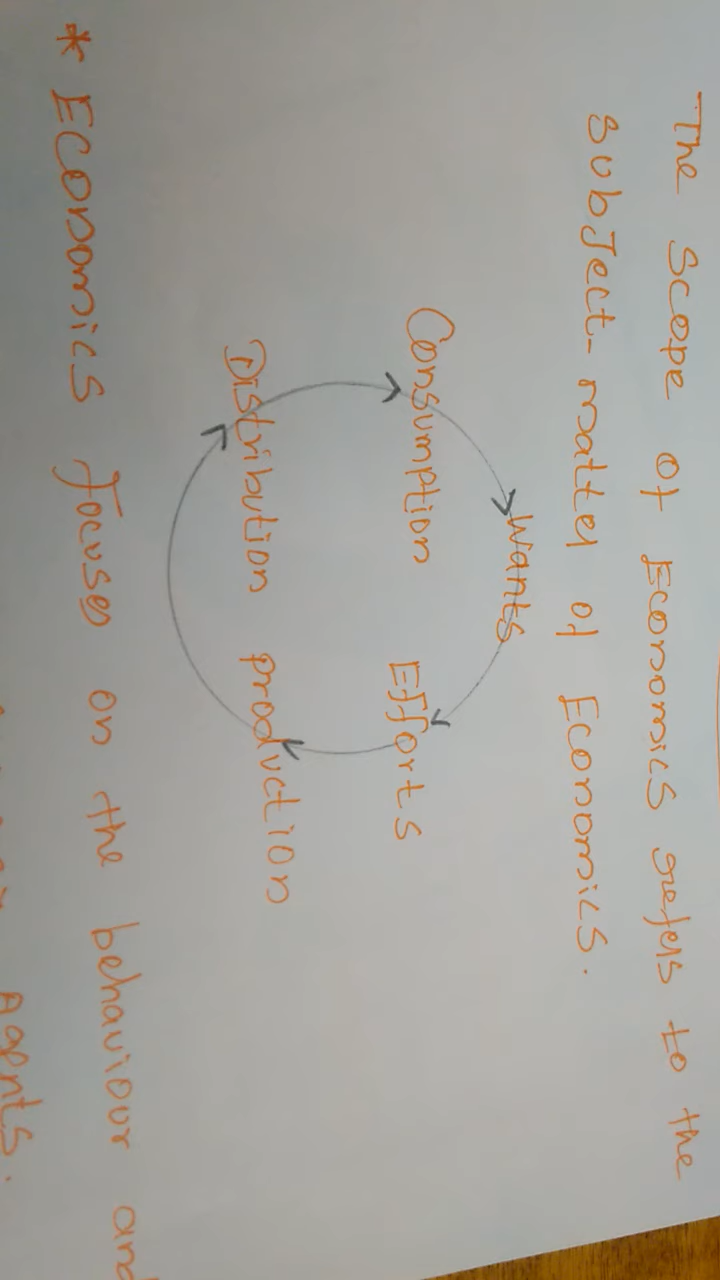 The Scope of Economics refers to the
subJect-matter of Economics.
Wants
Consumption Efforts
Distribution production
* Economics focuses on the behaviour and
Agents.